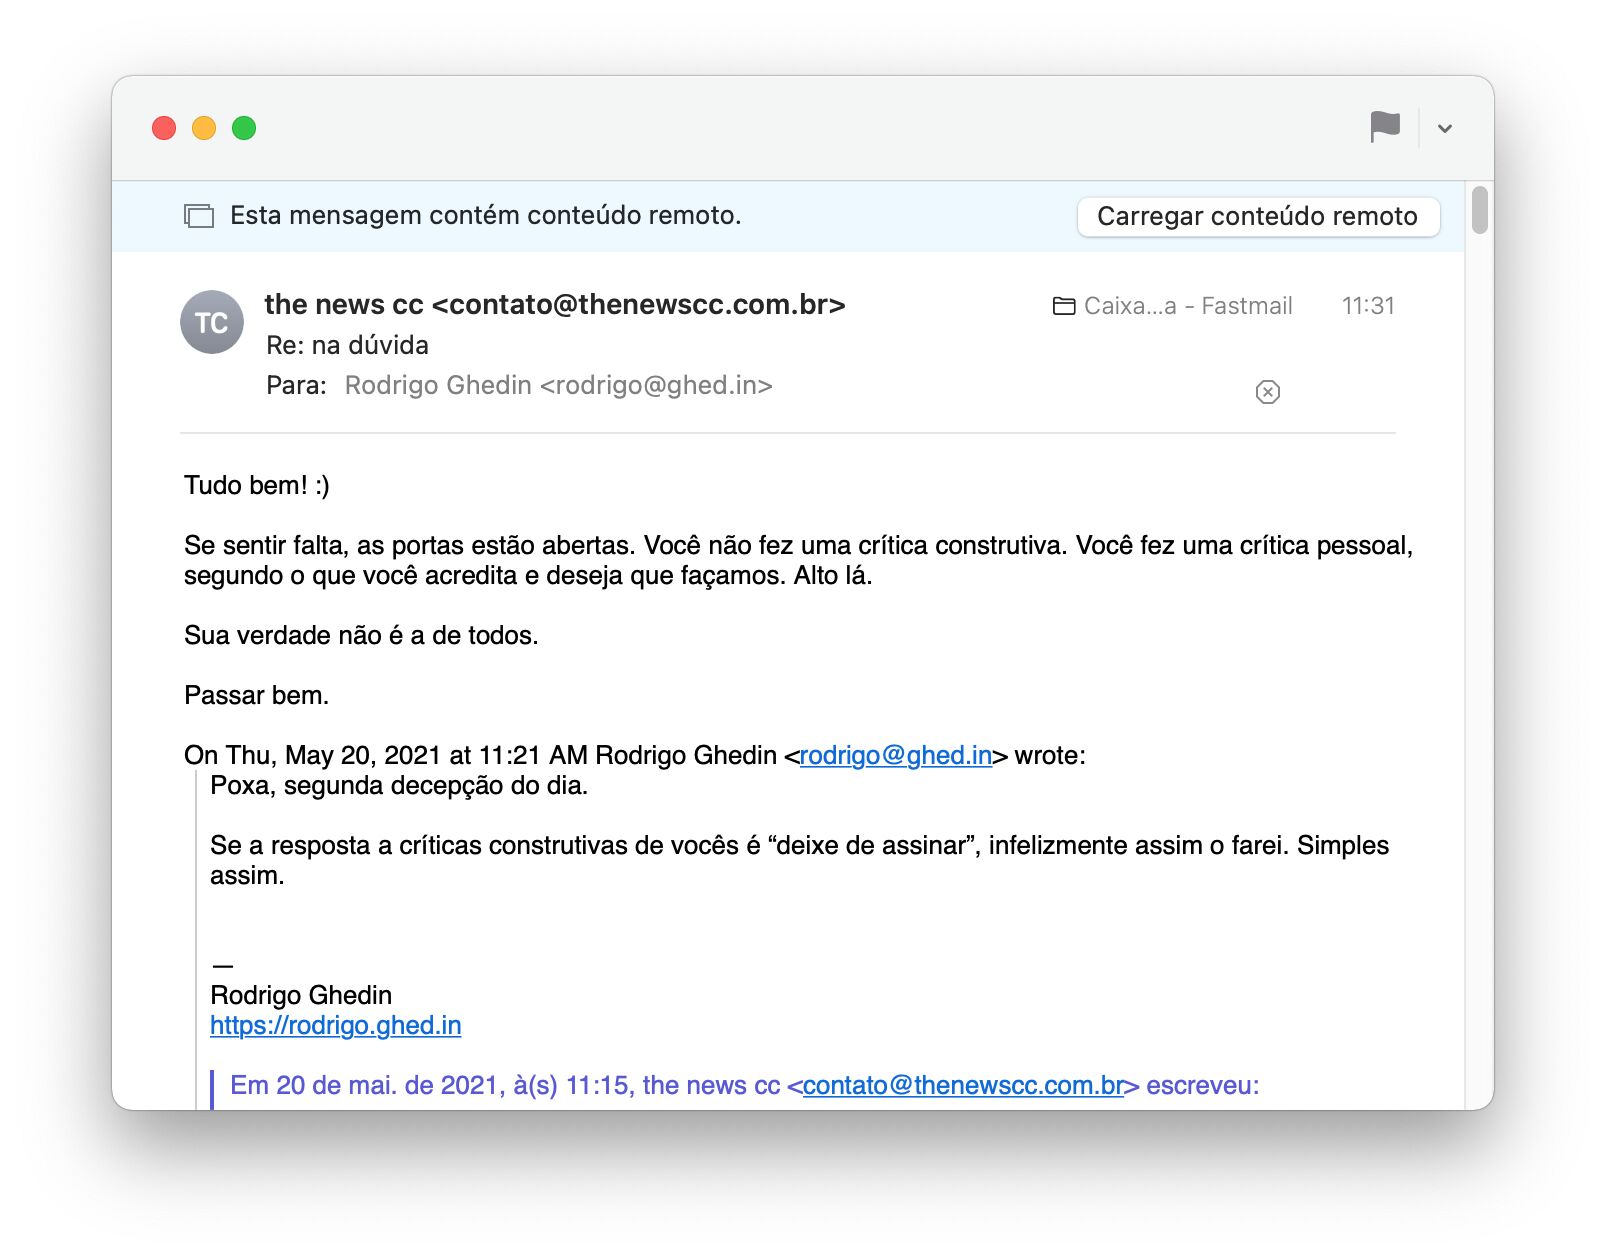 Esta mensagem contém conteúdo remoto.
Carregar conteúdo remoto
TC
the news cc <contato@thenewscc.com.br>
Caixa...a - Fastmail
11:31
Re: na dúvida
Para: Rodrigo Ghedin <rodrigo@ghed.in>
Tudo bem! :)
Se sentir falta, as portas estão abertas. Você não fez uma crítica construtiva. Você fez uma crítica pessoal,
segundo o que você acredita e deseja que façamos. Alto lá.
Sua verdade não é a de todos.
Passar bem.
On Thu, May 20, 2021 at 11:21 AM Rodrigo Ghedin <rodrigo@ghed.in> wrote:
Poxa, segunda decepção do dia.
Se a resposta a críticas construtivas de vocês é “deixe de assinar”, infelizmente assim o farei. Simples
assim.
—
Rodrigo Ghedin
https://rodrigo.ghed.in
Em 20 de mai. de 2021, à(s) 11:15, the news cc <contato@thenewscc.com.br> escreveu: